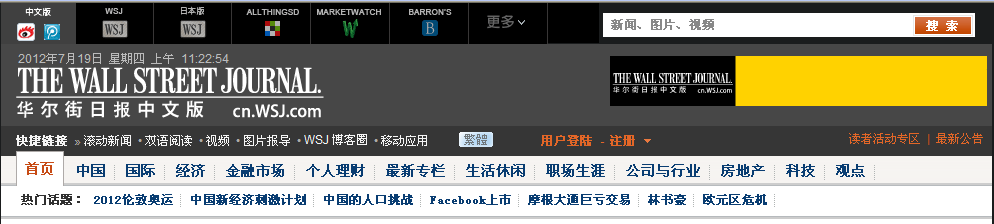 中文版 WSJ 日本版 ALLTHINGSD MARKETWATCH BARRON'S 更多
WSJ WSJ W B
新闻、图片、视频 搜 索
2012年7月19日 星期四 上午 11:22:54
THE WALL STREET JOURNAL.
华尔街日报中文版 cn.WSJ.com
THE WALL STREET JOURNAL.
华尔街日报中文版 cn.WSJ.com
快捷链接 » 滚动新闻 • 双语阅读 • 视频 • 图片报导 • WSJ 博客圈 • 移动应用 繁體 用户登陆 - 注册 读者活动专区 | 最新公告
首页 中国 国际 经济 金融市场 个人理财 最新专栏 生活休闲 职场生涯 公司与行业 房地产 科技 观点
热门话题： 2012伦敦奥运 中国新经济刺激计划 中国的人口挑战 Facebook上市 摩根大通巨亏交易 林书豪 欧元区危机